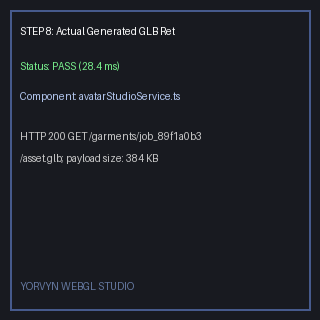 STEP 8: Actual Generated GLB Ret
Status: PASS (28.4 ms)
Component: avatarStudioService.ts
HTTP 200 GET /garments/job_89f1a0b3
/asset.glb; payload size: 384 KB
YORVYN WEBGL STUDIO